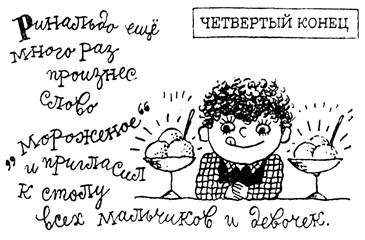 ЧЕТВЕРТЫЙ КОНЕЦ
Ринальдо ещё
много раз
произнес
слово
„мороженое“
и пригласил
к столу
всех мальчиков и девочек.